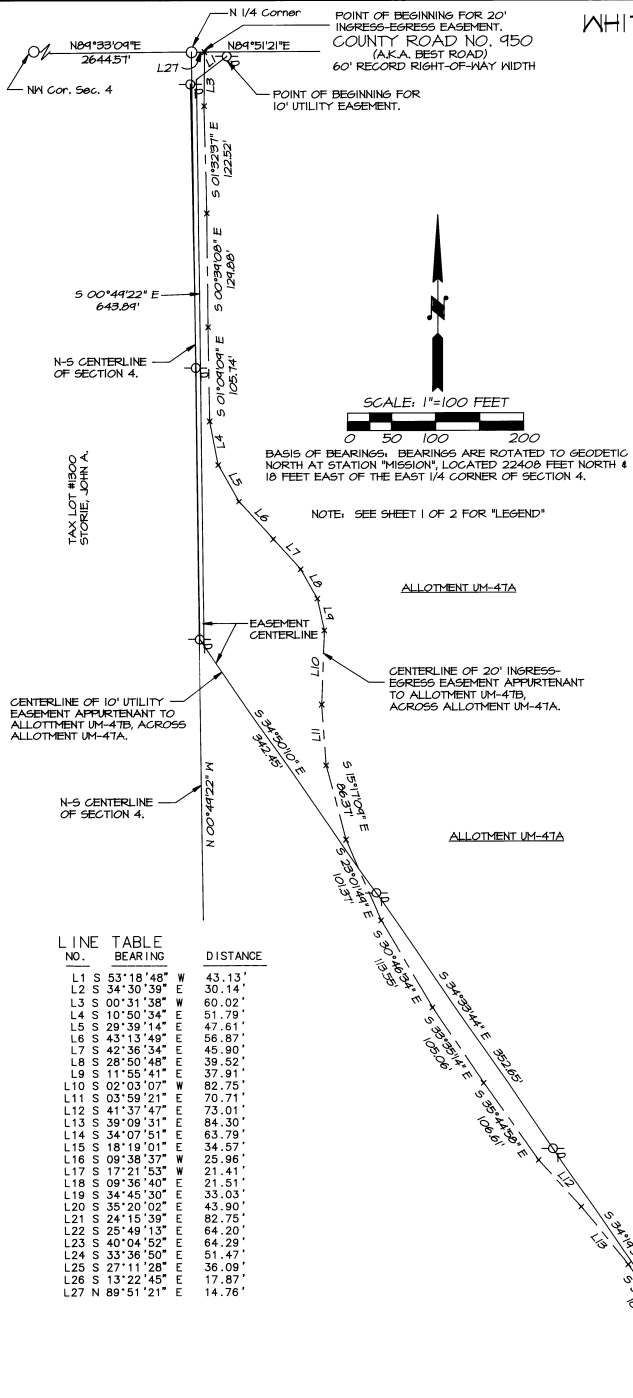 N 1/4 Corner
POINT OF BEGINNING FOR 20'
INGRESS-EGRESS EASEMENT.
N89°33'09"E
2644.57'
N89°51'21"E
COUNTY ROAD NO. 950
(A.K.A. BEST ROAD)
60' RECORD RIGHT-OF-WAY WIDTH
L27
L1
L3
NW Cor. Sec. 4
POINT OF BEGINNING FOR
10' UTILITY EASEMENT.
S 01°32'37" E
122.52'
S 00°39'08" E
129.88'
S 00°49'22" E
643.89'
S 01°09'09" E
105.74'
N-S CENTERLINE
OF SECTION 4.
SCALE: 1"=100 FEET
0 50 100 200
BASIS OF BEARINGS: BEARINGS ARE ROTATED TO GEODETIC
NORTH AT STATION "MISSION", LOCATED 22408 FEET NORTH &
18 FEET EAST OF THE EAST 1/4 CORNER OF SECTION 4.
TAX LOT #1300
STORIE, JOHN A.
L4
L5
L6
L7
L8
L9
L10
L11
NOTE: SEE SHEET 1 OF 2 FOR "LEGEND"
ALLOTMENT UM-47A
EASEMENT
CENTERLINE
CENTERLINE OF 20' INGRESS-
EGRESS EASEMENT APPURTENANT
TO ALLOTMENT UM-47B,
ACROSS ALLOTMENT UM-47A.
CENTERLINE OF 10' UTILITY
EASEMENT APPURTENANT TO
ALLOTTMENT UM-47B, ACROSS
ALLOTMENT UM-47A.
S 34°50'10" E
342.45'
S 15°17'09" E
86.37'
N-S CENTERLINE
OF SECTION 4.
N 00°49'22" W
ALLOTMENT UM-47A
S 23°01'49" E
101.37'
S 30°46'34" E
113.55'
S 34°33'44" E
352.65'
S 33°35'14" E
105.06'
S 35°44'58" E
106.61'
L12
L13
LINE TABLE
NO. BEARING DISTANCE
L1 S 53°18'48" W 43.13'
L2 S 34°30'39" E 30.14'
L3 S 00°31'38" W 60.02'
L4 S 10°50'34" E 51.79'
L5 S 29°39'14" E 47.61'
L6 S 43°13'49" E 56.87'
L7 S 42°36'34" E 45.90'
L8 S 28°50'48" E 39.52'
L9 S 11°55'41" E 37.91'
L10 S 02°03'07" W 82.75'
L11 S 03°59'21" E 70.71'
L12 S 41°37'47" E 73.01'
L13 S 39°09'31" E 84.30'
L14 S 34°07'51" E 63.79'
L15 S 18°19'01" E 34.57'
L16 S 09°38'37" W 25.96'
L17 S 17°21'53" W 21.41'
L18 S 09°36'40" E 21.51'
L19 S 34°45'30" E 33.03'
L20 S 35°20'02" E 43.90'
L21 S 24°15'39" E 82.75'
L22 S 25°49'13" E 64.20'
L23 S 40°04'52" E 64.29'
L24 S 33°36'50" E 51.47'
L25 S 27°11'28" E 36.09'
L26 S 13°22'45" E 17.87'
L27 N 89°51'21" E 14.76'